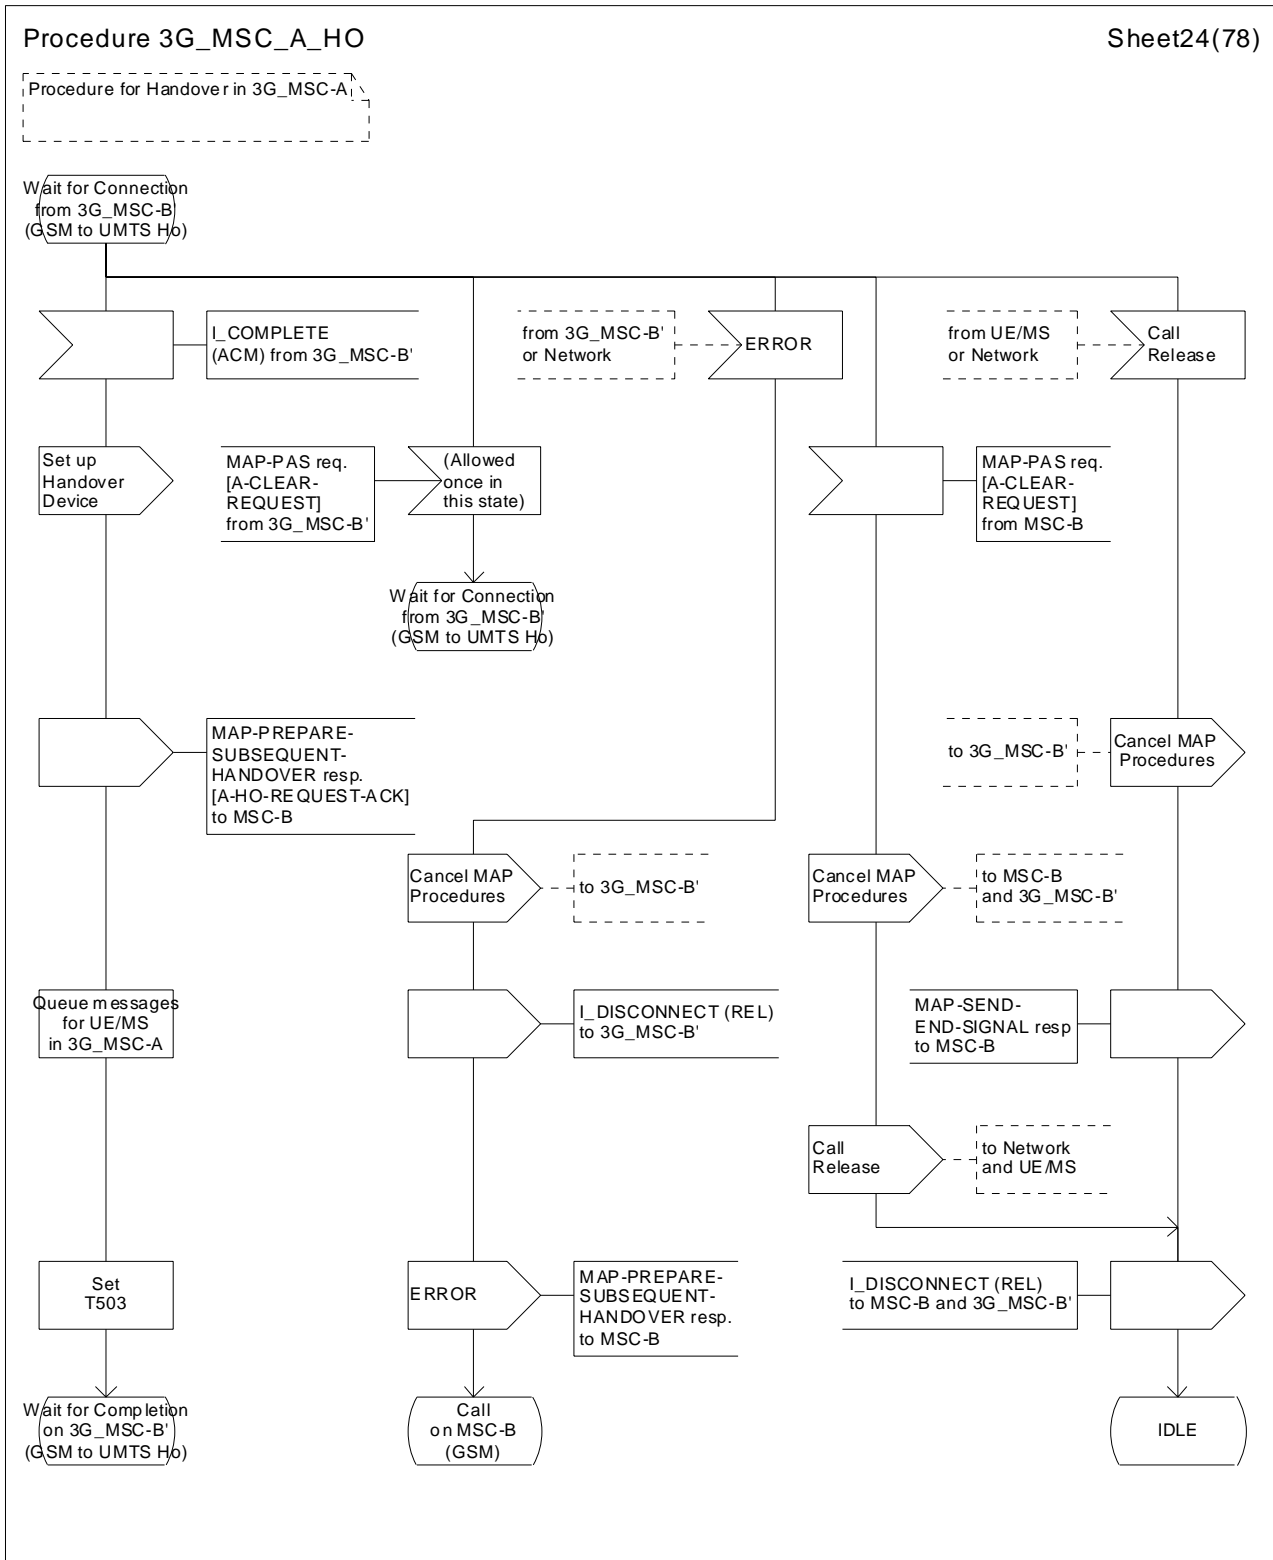 Procedure 3G_MSC_A_HO
Sheet24(78)
Procedure for Handover in 3G_MSC-A
Wait for Connection
from 3G_MSC-B'
(GSM to UMTS Ho)
I_COMPLETE
(ACM) from 3G_MSC-B'
from 3G_MSC-B'
or Network
ERROR
from UE/MS
or Network
Call
Release
Set up
Handover
Device
MAP-PAS req.
[A-CLEAR-
REQUEST]
from 3G_MSC-B'
(Allowed
once in
this state)
MAP-PAS req.
[A-CLEAR-
REQUEST]
from MSC-B
Wait for Connection
from 3G_MSC-B'
(GSM to UMTS Ho)
MAP-PREPARE-
SUBSEQUENT-
HANDOVER resp.
[A-HO-REQUEST-ACK]
to MSC-B
to 3G_MSC-B'
Cancel MAP
Procedures
Cancel MAP
Procedures
to 3G_MSC-B'
Cancel MAP
Procedures
to MSC-B
and 3G_MSC-B'
Queue messages
for UE/MS
in 3G_MSC-A
I_DISCONNECT (REL)
to 3G_MSC-B'
MAP-SEND-
END-SIGNAL resp
to MSC-B
Call
Release
to Network
and UE/MS
Set
T503
ERROR
MAP-PREPARE-
SUBSEQUENT-
HANDOVER resp.
to MSC-B
I_DISCONNECT (REL)
to MSC-B and 3G_MSC-B'
Wait for Completion
on 3G_MSC-B'
(GSM to UMTS Ho)
Call
on MSC-B
(GSM)
IDLE